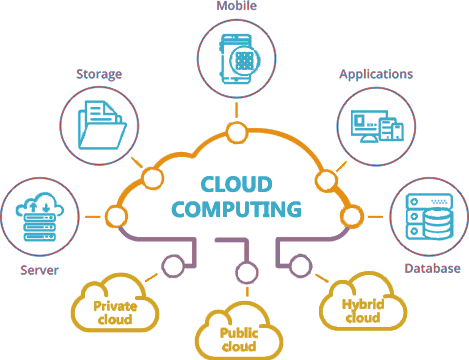 Mobile
Storage
Applications
CLOUD
COMPUTING
Server
Database
Private
cloud
Public
cloud
Hybrid
cloud